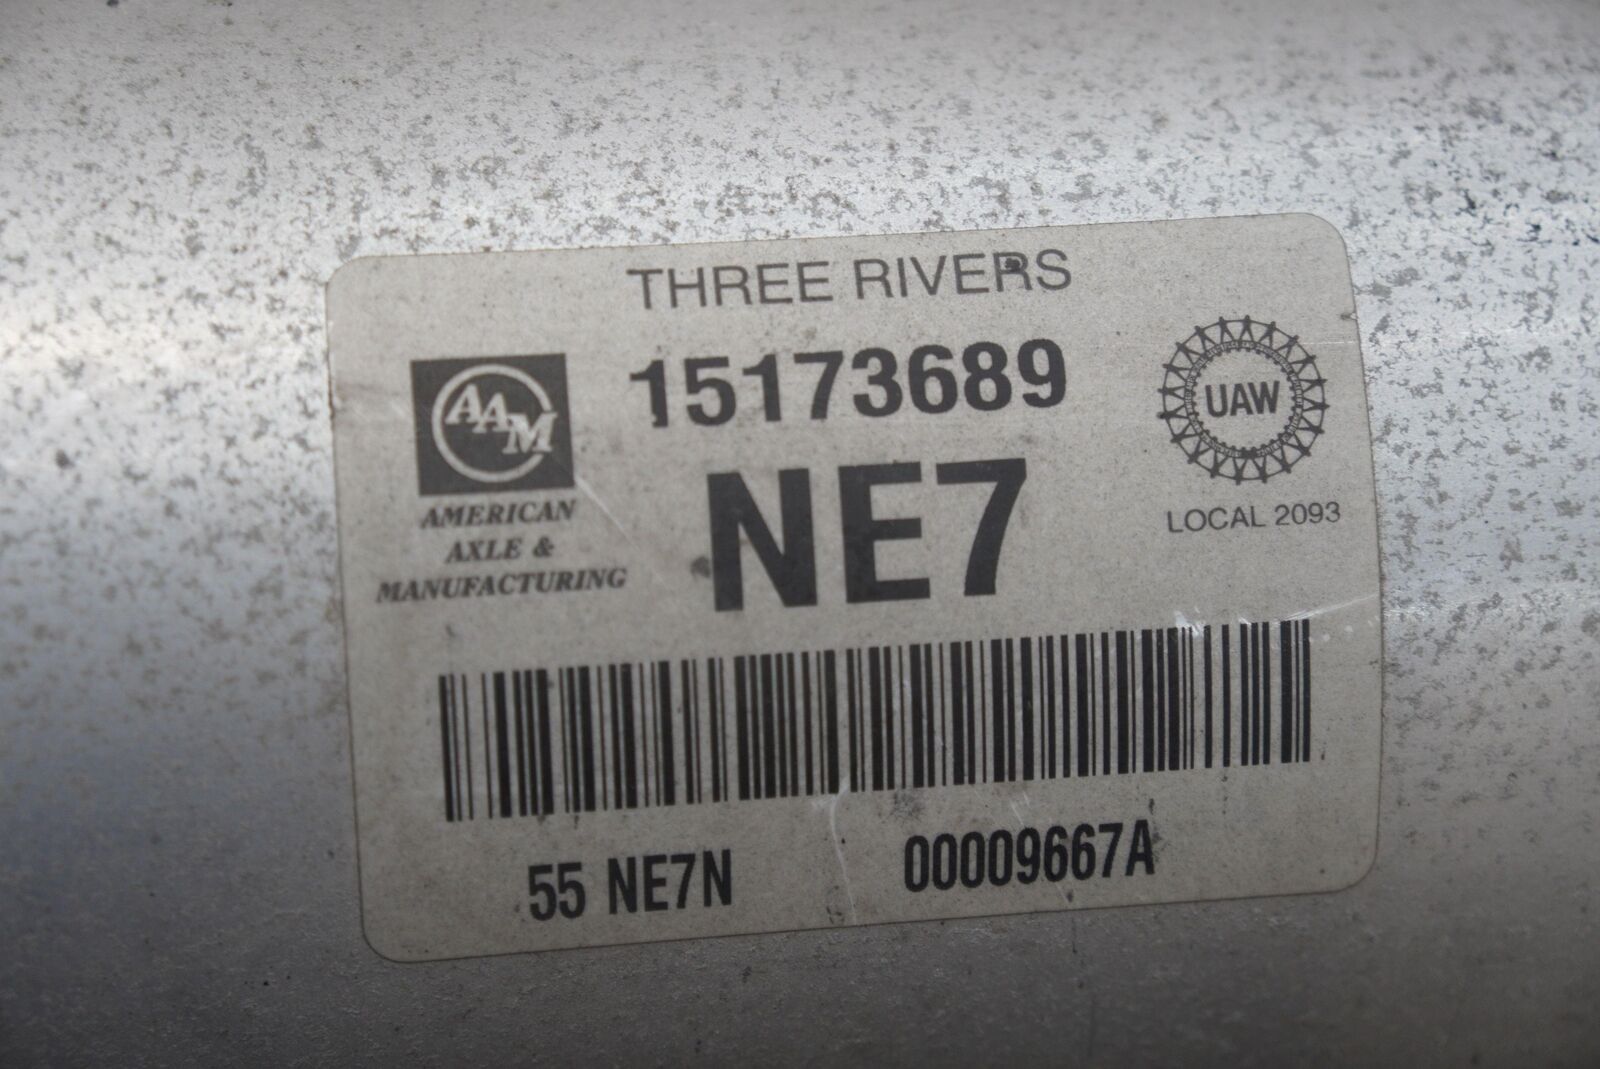 THREE RIVERS
15173689
AAM
UAW
NE7
AMERICAN
AXLE &
MANUFACTURING
LOCAL 2093
55 NE7N 00009667A